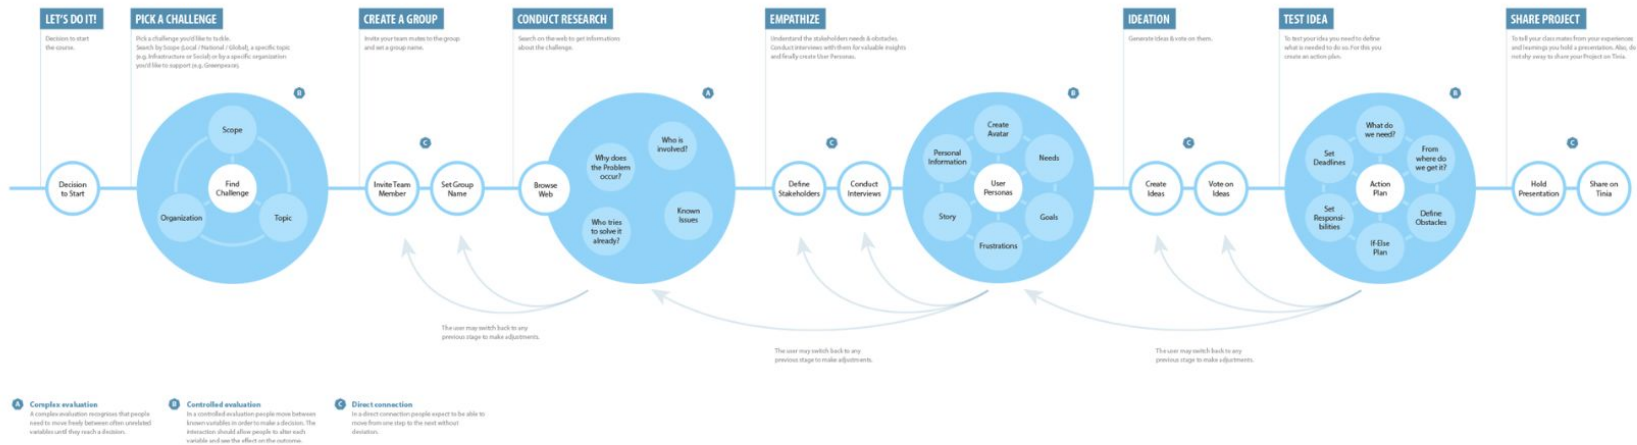 LET'S DO IT!
Decision to start
the course.
PICK A CHALLENGE
Pick a challenge you'd like to tackle.
Search by Scope (Local / National / Global), a specific topic
(e.g. Infrastructure or Social) or by a specific organization
you'd like to support (e.g. Greenpeace).
CREATE A GROUP
Invite your team mates to the group
and set a group name.
CONDUCT RESEARCH
Search on the web to get informations
about the challenge.
EMPATHIZE
Understand the stakeholders needs & obstacles.
Conduct interviews with them for valuable insights
and finally create User Personas.
IDEATION
Generate ideas & vote on them.
TEST IDEA
To test your idea you need to define
what is needed to do so. For this you
create an action plan.
SHARE PROJECT
To tell your class mates from your experiences
and learnings you hold a presentation. Also, do
not shy away to share your Project on Tinia.
Decision
to Start
B
Scope
Find
Challenge
Organization
Topic
C
Invite Team
Member
Set Group
Name
A
Browse
Web
Who is
involved?
Why does
the Problem
occur?
Known
Issues
Who tries
to solve it
already?
C
Define
Stakeholders
Conduct
Interviews
B
Create
Avatar
Personal
Information
Needs
User
Personas
Story
Goals
Frustrations
C
Create
Ideas
Vote on
Ideas
B
What do
we need?
Set
Deadlines
From
where do
we get it?
Action
Plan
Set
Responsi-
bilities
Define
Obstacles
If-Else
Plan
C
Hold
Presentation
Share on
Tinia
The user may switch back to any
previous stage to make adjustments.
The user may switch back to any
previous stage to make adjustments.
The user may switch back to any
previous stage to make adjustments.
A Complex evaluation
A complex evaluation recognises that people
need to move freely between often unrelated
variables until they reach a decision.
B Controlled evaluation
In a controlled evaluation people move between
known variables in order to make a decision. The
interaction should allow people to alter each
variable and see the effect on the outcome.
C Direct connection
In a direct connection people expect to be able to
move from one step to the next without
deviation.